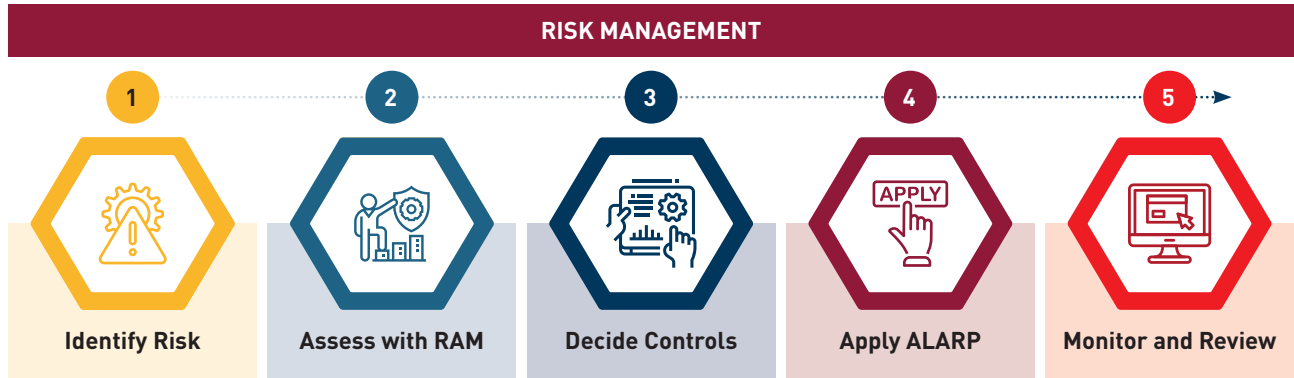 RISK MANAGEMENT
1
2
3
4
5
APPLY
Identify Risk
Assess with RAM
Decide Controls
Apply ALARP
Monitor and Review